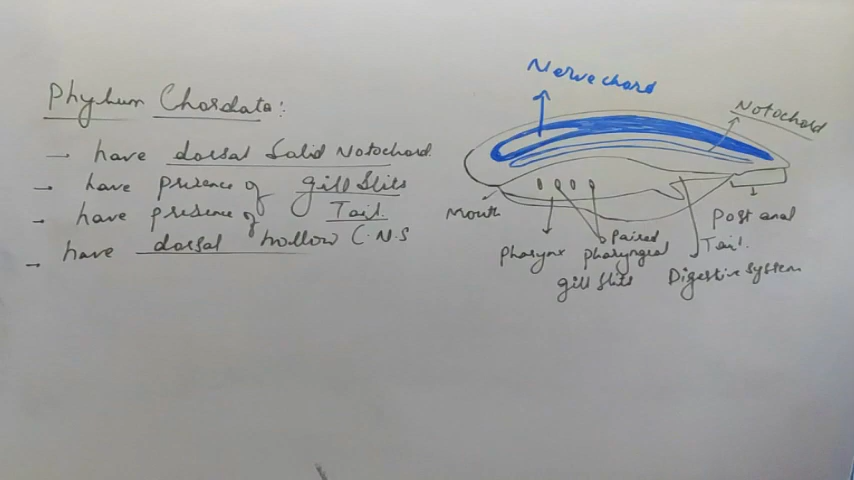 Phylum Chordata:
→ have dorsal Solid Notochord
→ have presence of gill Slits
→ have presence of Tail.
→ have dorsal hollow C.N.S
Nerve chord
Notochord
Mouth
Pharynx
Paired
pharyngeal
gill slits
Post anal
Tail.
Digestive system